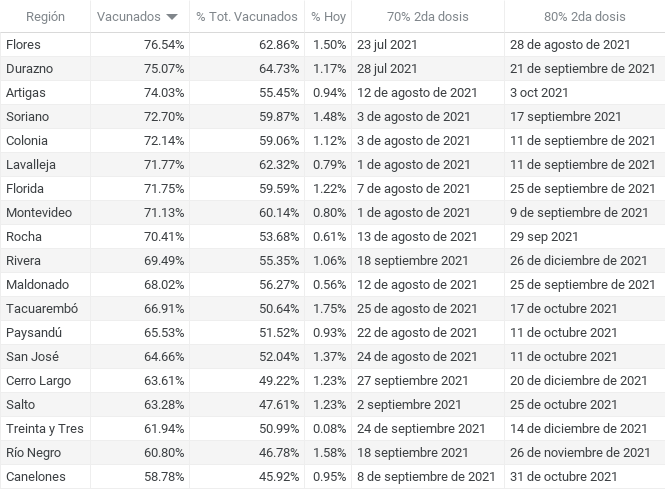 Región Vacunados % Tot. Vacunados % Hoy 70% 2da dosis 80% 2da dosis
Flores 76.54% 62.86% 1.50% 23 jul 2021 28 de agosto de 2021
Durazno 75.07% 64.73% 1.17% 28 jul 2021 21 de septiembre de 2021
Artigas 74.03% 55.45% 0.94% 12 de agosto de 2021 3 oct 2021
Soriano 72.70% 59.87% 1.48% 3 de agosto de 2021 17 septiembre 2021
Colonia 72.14% 59.06% 1.12% 3 de agosto de 2021 11 de septiembre de 2021
Lavalleja 71.77% 62.32% 0.79% 1 de agosto de 2021 11 de septiembre de 2021
Florida 71.75% 59.59% 1.22% 7 de agosto de 2021 25 de septiembre de 2021
Montevideo 71.13% 60.14% 0.80% 1 de agosto de 2021 9 de septiembre de 2021
Rocha 70.41% 53.68% 0.61% 13 de agosto de 2021 29 sep 2021
Rivera 69.49% 55.35% 1.06% 18 septiembre 2021 26 de diciembre de 2021
Maldonado 68.02% 56.27% 0.56% 12 de agosto de 2021 25 de septiembre de 2021
Tacuarembó 66.91% 50.64% 1.75% 25 de agosto de 2021 17 de octubre 2021
Paysandú 65.53% 51.52% 0.93% 22 de agosto de 2021 11 de octubre 2021
San José 64.66% 52.04% 1.37% 24 de agosto de 2021 11 de octubre 2021
Cerro Largo 63.61% 49.22% 1.23% 27 septiembre 2021 20 de diciembre de 2021
Salto 63.28% 47.61% 1.23% 2 septiembre 2021 25 de octubre 2021
Treinta y Tres 61.94% 50.99% 0.08% 24 de septiembre de 2021 14 de diciembre de 2021
Río Negro 60.80% 46.78% 1.58% 18 septiembre 2021 26 de noviembre de 2021
Canelones 58.78% 45.92% 0.95% 8 de septiembre de 2021 31 de octubre 2021